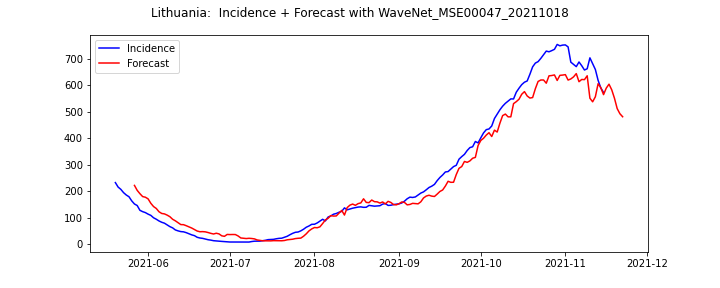 Lithuania:  Incidence + Forecast with WaveNet_MSE00047_20211018
Incidence
Forecast
700
600
500
400
300
200
100
0
2021-06 2021-07 2021-08 2021-09 2021-10 2021-11 2021-12